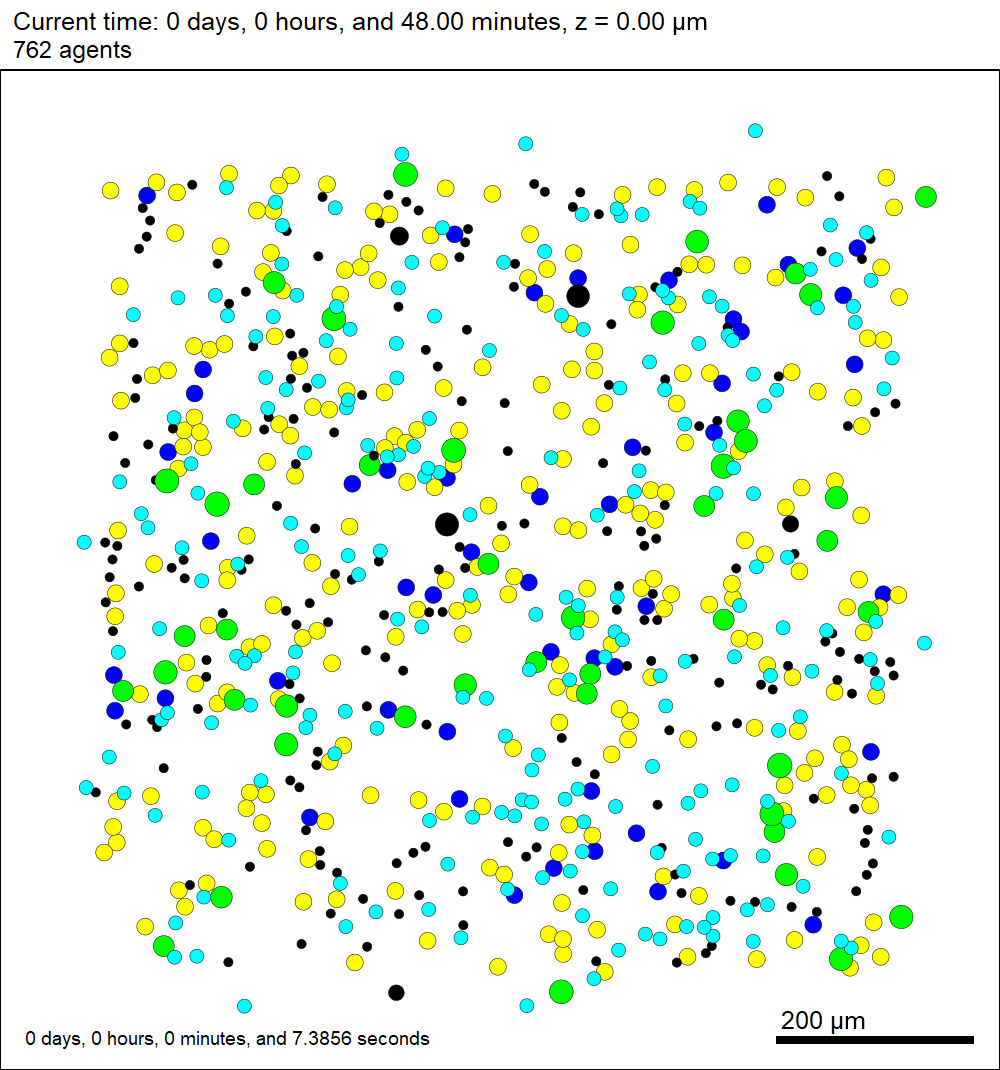 Current time: 0 days, 0 hours, and 48.00 minutes, z = 0.00 µm
762 agents
200 µm
0 days, 0 hours, 0 minutes, and 7.3856 seconds